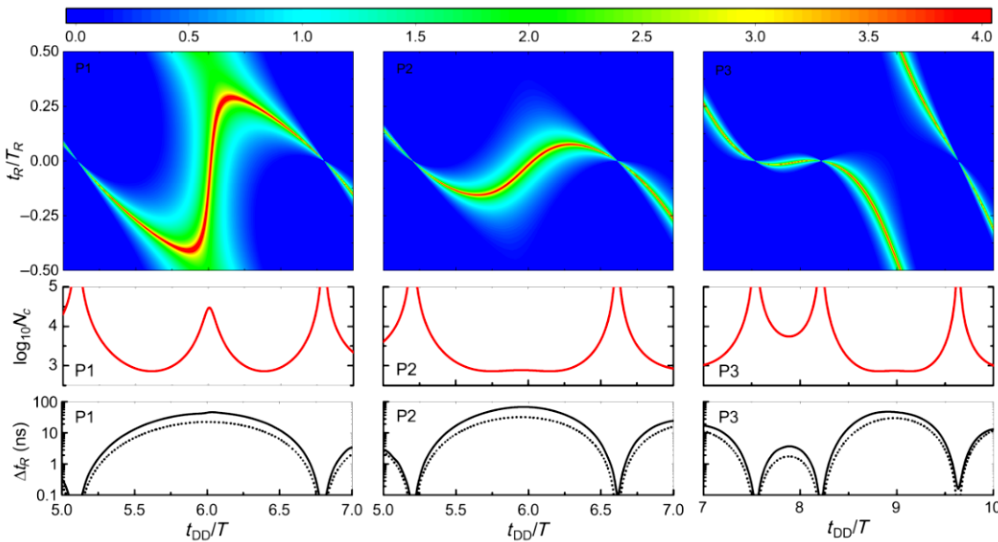 0.0 0.5 1.0 1.5 2.0 2.5 3.0 3.5 4.0
0.50
0.25
0.00
−0.25
−0.50
t_R/T_R
P1
P2
P3
5
4
3
log₁₀N_c
P1
P2
P3
100
10
1
0.1
Δt_R (ns)
P1
P2
P3
5.0 5.5 6.0 6.5 7.0
5.0 5.5 6.0 6.5 7.0
7 8 9 10
t_DD/T
t_DD/T
t_DD/T